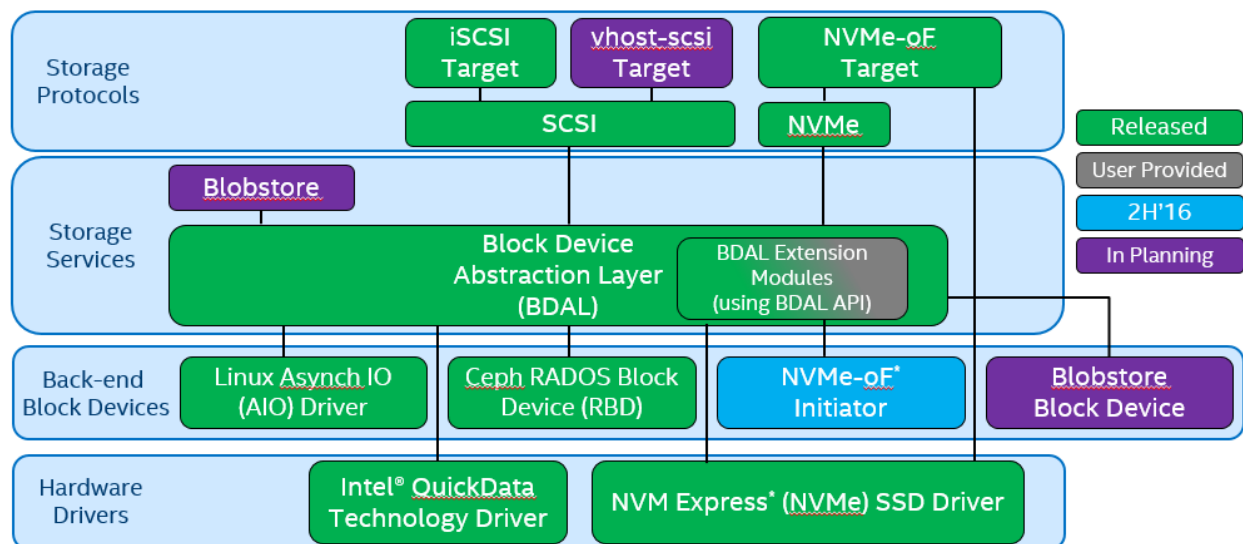 Storage
Protocols
iSCSI
Target
vhost-scsi
Target
NVMe-oF
Target
SCSI
NVMe
Released
User Provided
2H'16
In Planning
Storage
Services
Blobstore
Block Device
Abstraction Layer
(BDAL)
BDAL Extension
Modules
(using BDAL API)
Back-end
Block Devices
Linux Asynch IO
(AIO) Driver
Ceph RADOS Block
Device (RBD)
NVMe-oF*
Initiator
Blobstore
Block Device
Hardware
Drivers
Intel® QuickData
Technology Driver
NVM Express* (NVMe) SSD Driver